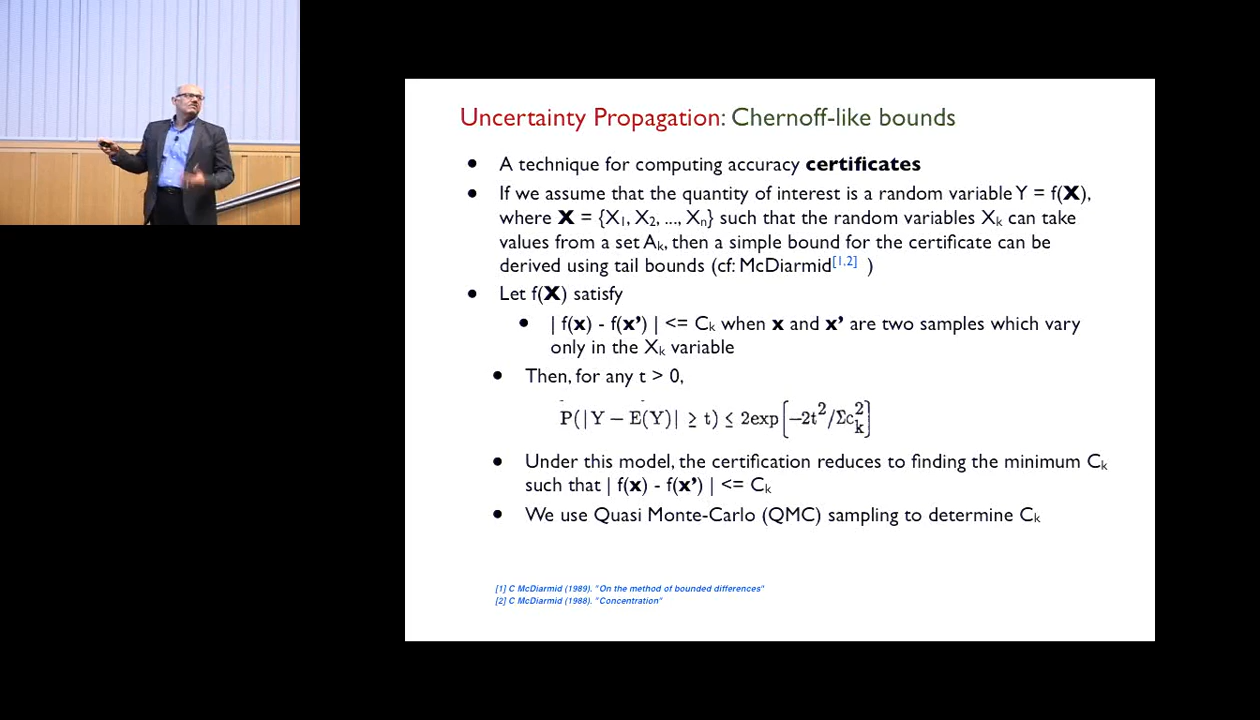 Uncertainty Propagation: Chernoff-like bounds
● A technique for computing accuracy certificates
● If we assume that the quantity of interest is a random variable Y = f(X),
where X = {X₁, X₂, ..., Xₙ} such that the random variables Xₖ can take
values from a set Aₖ, then a simple bound for the certificate can be
derived using tail bounds (cf: McDiarmid[1,2] )
● Let f(X) satisfy
● | f(x) - f(x’) | <= Cₖ when x and x’ are two samples which vary
only in the Xₖ variable
● Then, for any t > 0,
P(|Y − E(Y)| ≥ t) ≤ 2exp[−2t²/Σcₖ²]
● Under this model, the certification reduces to finding the minimum Cₖ
such that | f(x) - f(x’) | <= Cₖ
● We use Quasi Monte-Carlo (QMC) sampling to determine Cₖ
[1] C McDiarmid (1989). "On the method of bounded differences"
[2] C McDiarmid (1988). "Concentration"